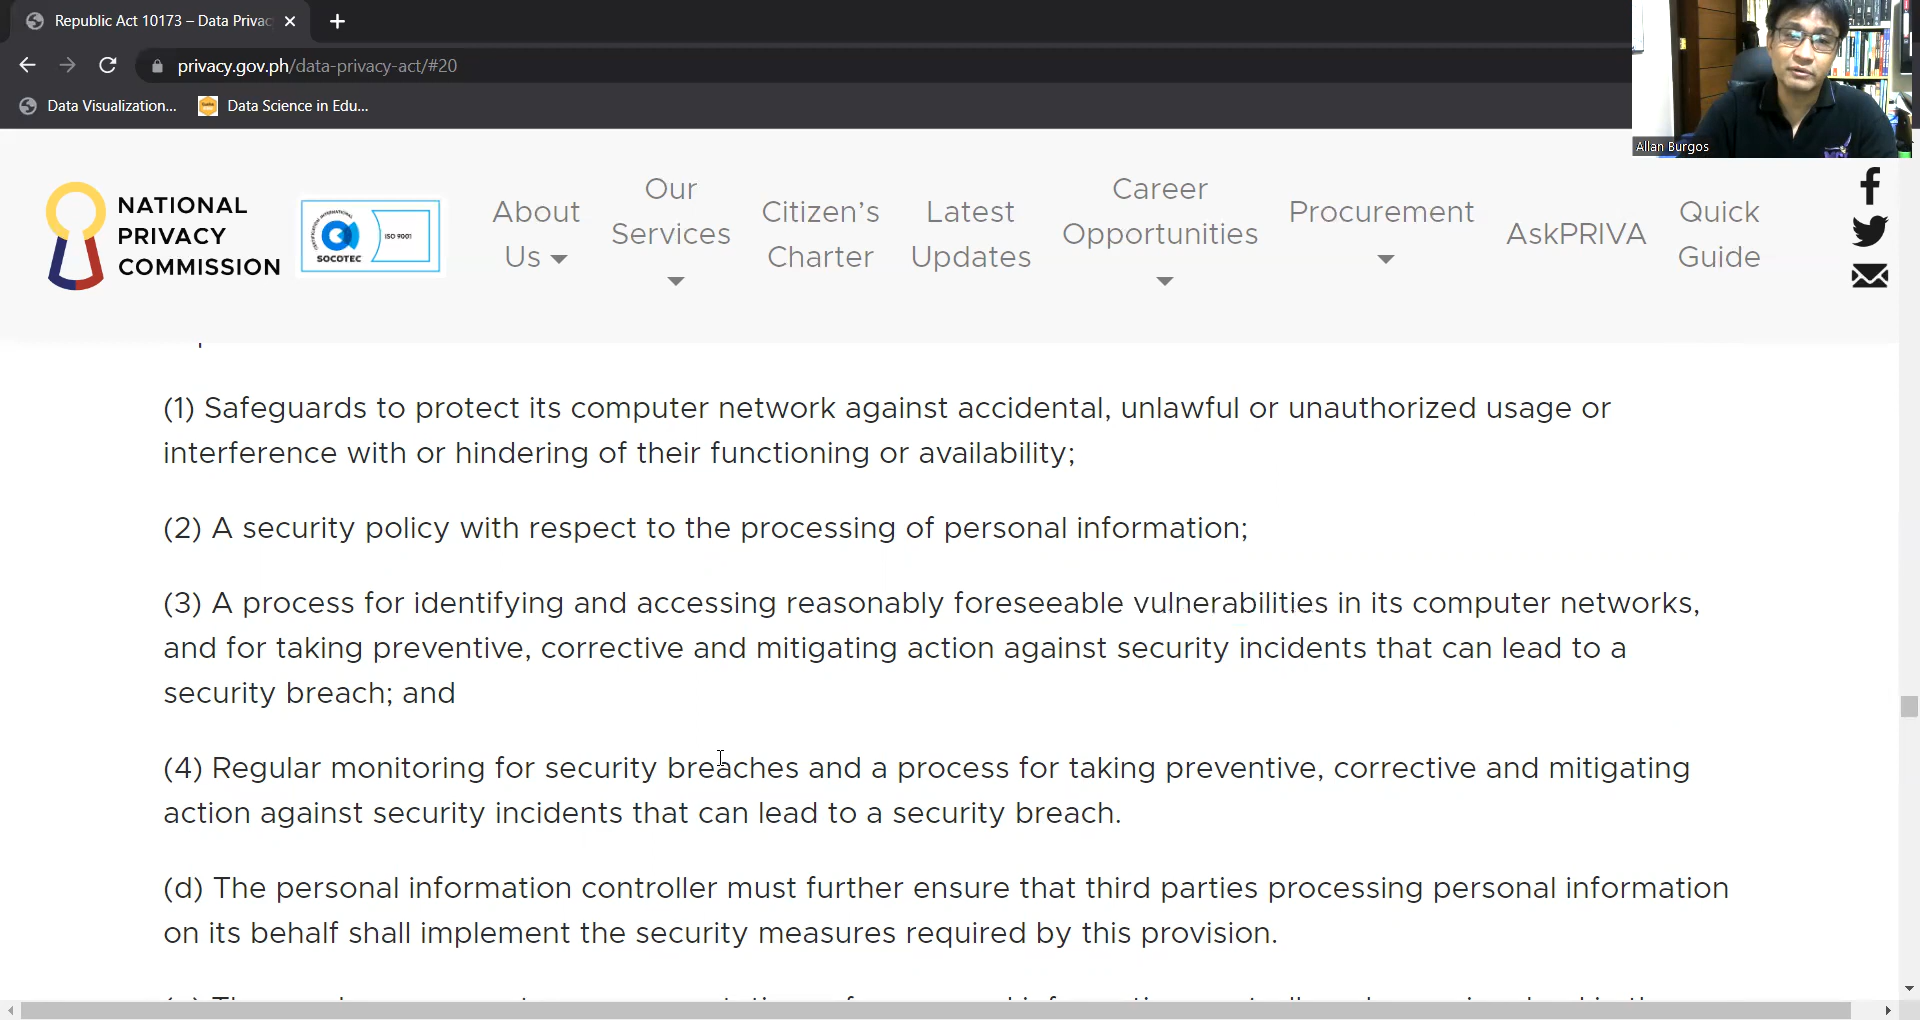 Republic Act 10173 – Data Privac
privacy.gov.ph/data-privacy-act/#20
Data Visualization...
Data Science in Edu...
Allan Burgos
NATIONAL
PRIVACY
COMMISSION
CERTIFICATION INTERNATIONAL
SOCOTEC
ISO 9001
About
Us
Our
Services
Citizen's
Charter
Latest
Updates
Career
Opportunities
Procurement
AskPRIVA
Quick
Guide
(1) Safeguards to protect its computer network against accidental, unlawful or unauthorized usage or
interference with or hindering of their functioning or availability;
(2) A security policy with respect to the processing of personal information;
(3) A process for identifying and accessing reasonably foreseeable vulnerabilities in its computer networks,
and for taking preventive, corrective and mitigating action against security incidents that can lead to a
security breach; and
(4) Regular monitoring for security breaches and a process for taking preventive, corrective and mitigating
action against security incidents that can lead to a security breach.
(d) The personal information controller must further ensure that third parties processing personal information
on its behalf shall implement the security measures required by this provision.